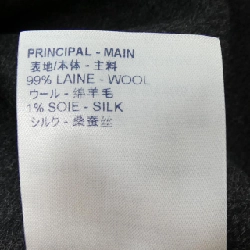 PRINCIPAL - MAIN
表地/本体 - 主料
99% LAINE - WOOL
ウール - 綿羊毛
1% SOIE - SILK
シルク - 桑蚕丝